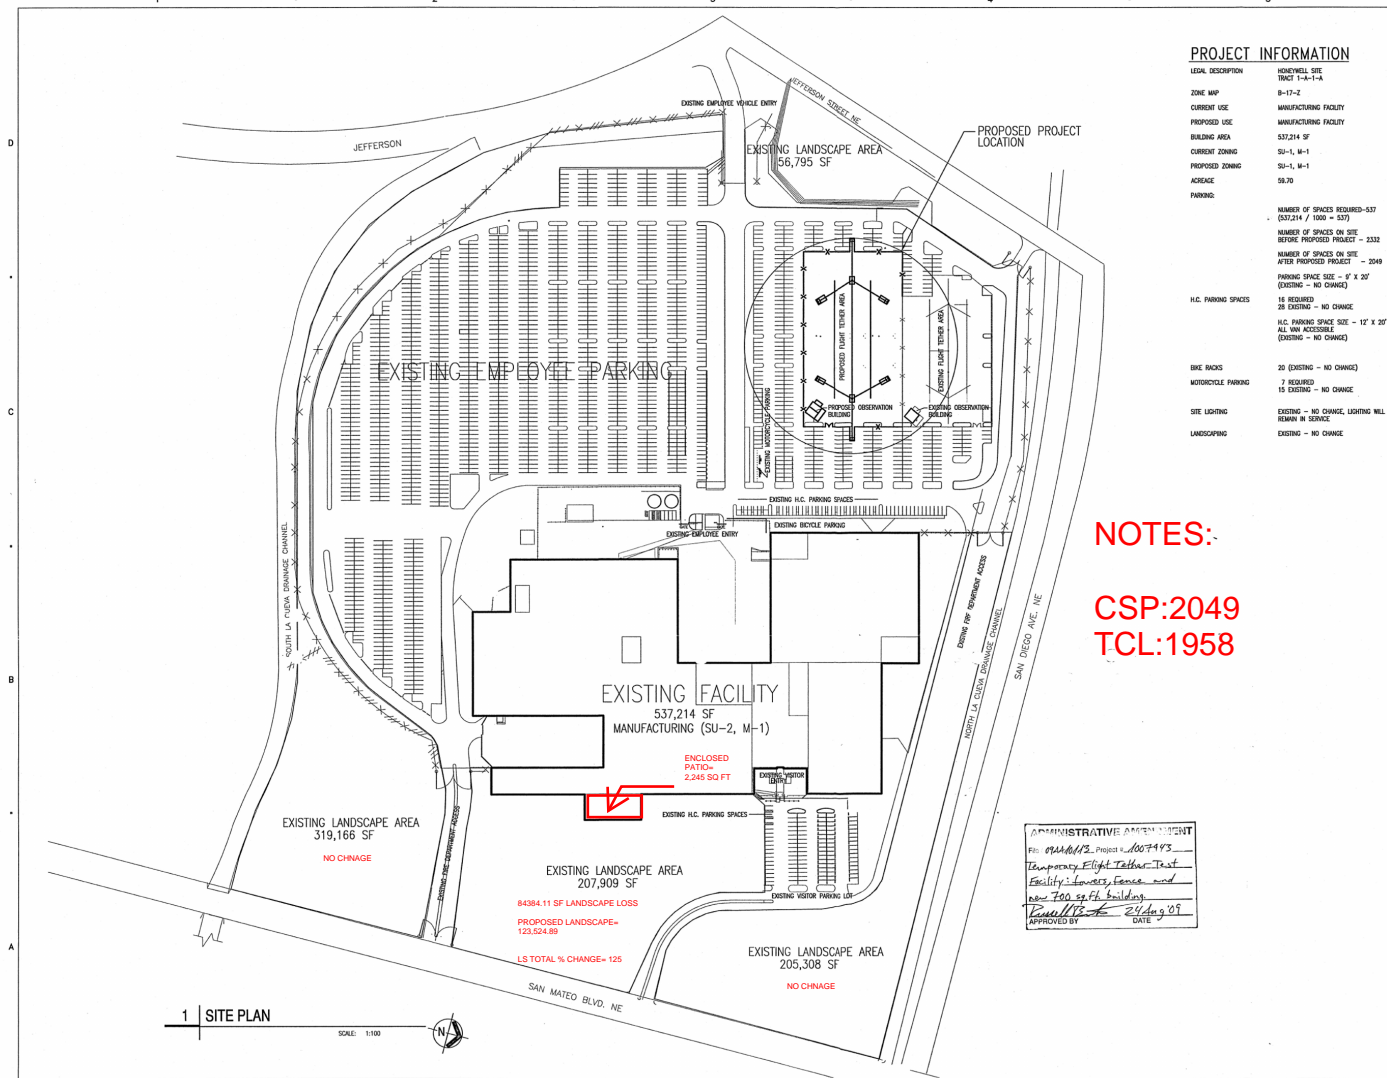 PROJECT INFORMATION
LEGAL DESCRIPTION HONEYWELL SITE
TRACT 1-A-1-A
ZONE MAP B-17-Z
CURRENT USE MANUFACTURING FACILITY
PROPOSED USE MANUFACTURING FACILITY
BUILDING AREA 537,214 SF
CURRENT ZONING SU-1, M-1
PROPOSED ZONING SU-1, M-1
ACREAGE 59.70
PARKING:
NUMBER OF SPACES REQUIRED-537
(537,214 / 1000 = 537)
NUMBER OF SPACES ON SITE
BEFORE PROPOSED PROJECT - 2332
NUMBER OF SPACES ON SITE
AFTER PROPOSED PROJECT - 2049
PARKING SPACE SIZE - 9' X 20'
(EXISTING - NO CHANGE)
H.C. PARKING SPACES 16 REQUIRED
28 EXISTING - NO CHANGE
H.C. PARKING SPACE SIZE - 12' X 20'
ALL VAN ACCESSIBLE
(EXISTING - NO CHANGE)
BIKE RACKS 20 (EXISTING - NO CHANGE)
MOTORCYCLE PARKING 7 REQUIRED
15 EXISTING - NO CHANGE
SITE LIGHTING EXISTING - NO CHANGE, LIGHTING WILL
REMAIN IN SERVICE
LANDSCAPING EXISTING - NO CHANGE
D
C
B
A
JEFFERSON
JEFFERSON STREET NE
EXISTING EMPLOYEE VEHICLE ENTRY
EXISTING LANDSCAPE AREA
56,795 SF
PROPOSED PROJECT
LOCATION
EXISTING EMPLOYEE PARKING
PROPOSED FLIGHT TETHER AREA
EXISTING FLIGHT TETHER AREA
PROPOSED OBSERVATION
BUILDING
EXISTING OBSERVATION
BUILDING
EXISTING MOTORCYCLE PARKING
EXISTING H.C. PARKING SPACES
EXISTING BICYCLE PARKING
EXISTING EMPLOYEE ENTRY
SOUTH LA CUEVA DRAINAGE CHANNEL
EXISTING FIRE DEPARTMENT ACCESS
NORTH LA CUEVA DRAINAGE CHANNEL
SAN DIEGO AVE. NE
NOTES:
CSP:2049
TCL:1958
EXISTING FACILITY
537,214 SF
MANUFACTURING (SU-2, M-1)
ENCLOSED
PATIO=
2,245 SQ FT
EXISTING VISITOR
ENTRY
EXISTING H.C. PARKING SPACES
EXISTING LANDSCAPE AREA
319,166 SF
NO CHNAGE
EXISTING FIRE DEPARTMENT ACCESS
EXISTING LANDSCAPE AREA
207,909 SF
84384.11 SF LANDSCAPE LOSS
PROPOSED LANDSCAPE=
123,524.89
LS TOTAL % CHANGE= 125
EXISTING VISITOR PARKING LOT
EXISTING LANDSCAPE AREA
205,308 SF
NO CHNAGE
SAN MATEO BLVD. NE
ADMINISTRATIVE AMENDMENT
File 09AA10113 Project # 1007443
Temporary Flight Tether Test
Facility: towers, fence and
new 700 sq.ft. building.
24 Aug 09
APPROVED BY DATE
1 SITE PLAN
SCALE: 1:100
N